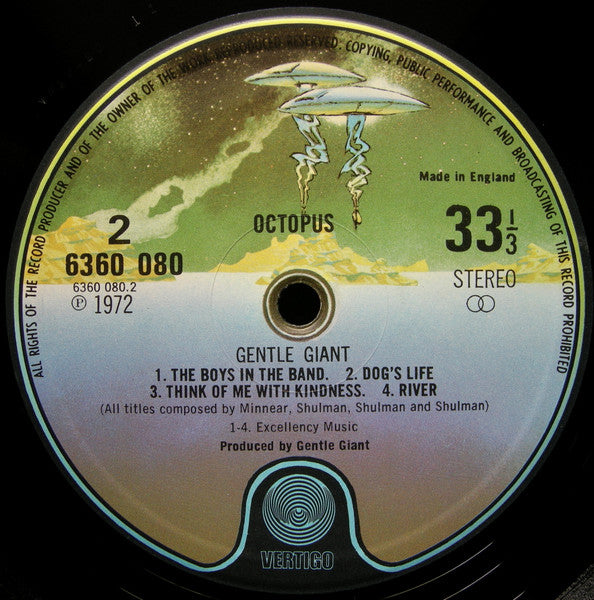 ALL RIGHTS OF THE RECORD PRODUCER AND OF THE OWNER OF THE WORK REPRODUCED RESERVED. COPYING, PUBLIC PERFORMANCE AND BROADCASTING OF THIS RECORD PROHIBITED
Made in England
2
OCTOPUS
33 1/3
6360 080
6360 080.2
STEREO
℗ 1972
GENTLE GIANT
1. THE BOYS IN THE BAND. 2. DOG'S LIFE
3. THINK OF ME WITH KINDNESS. 4. RIVER
(All titles composed by Minnear, Shulman, Shulman and Shulman)
1-4. Excellency Music
Produced by Gentle Giant
VERTIGO